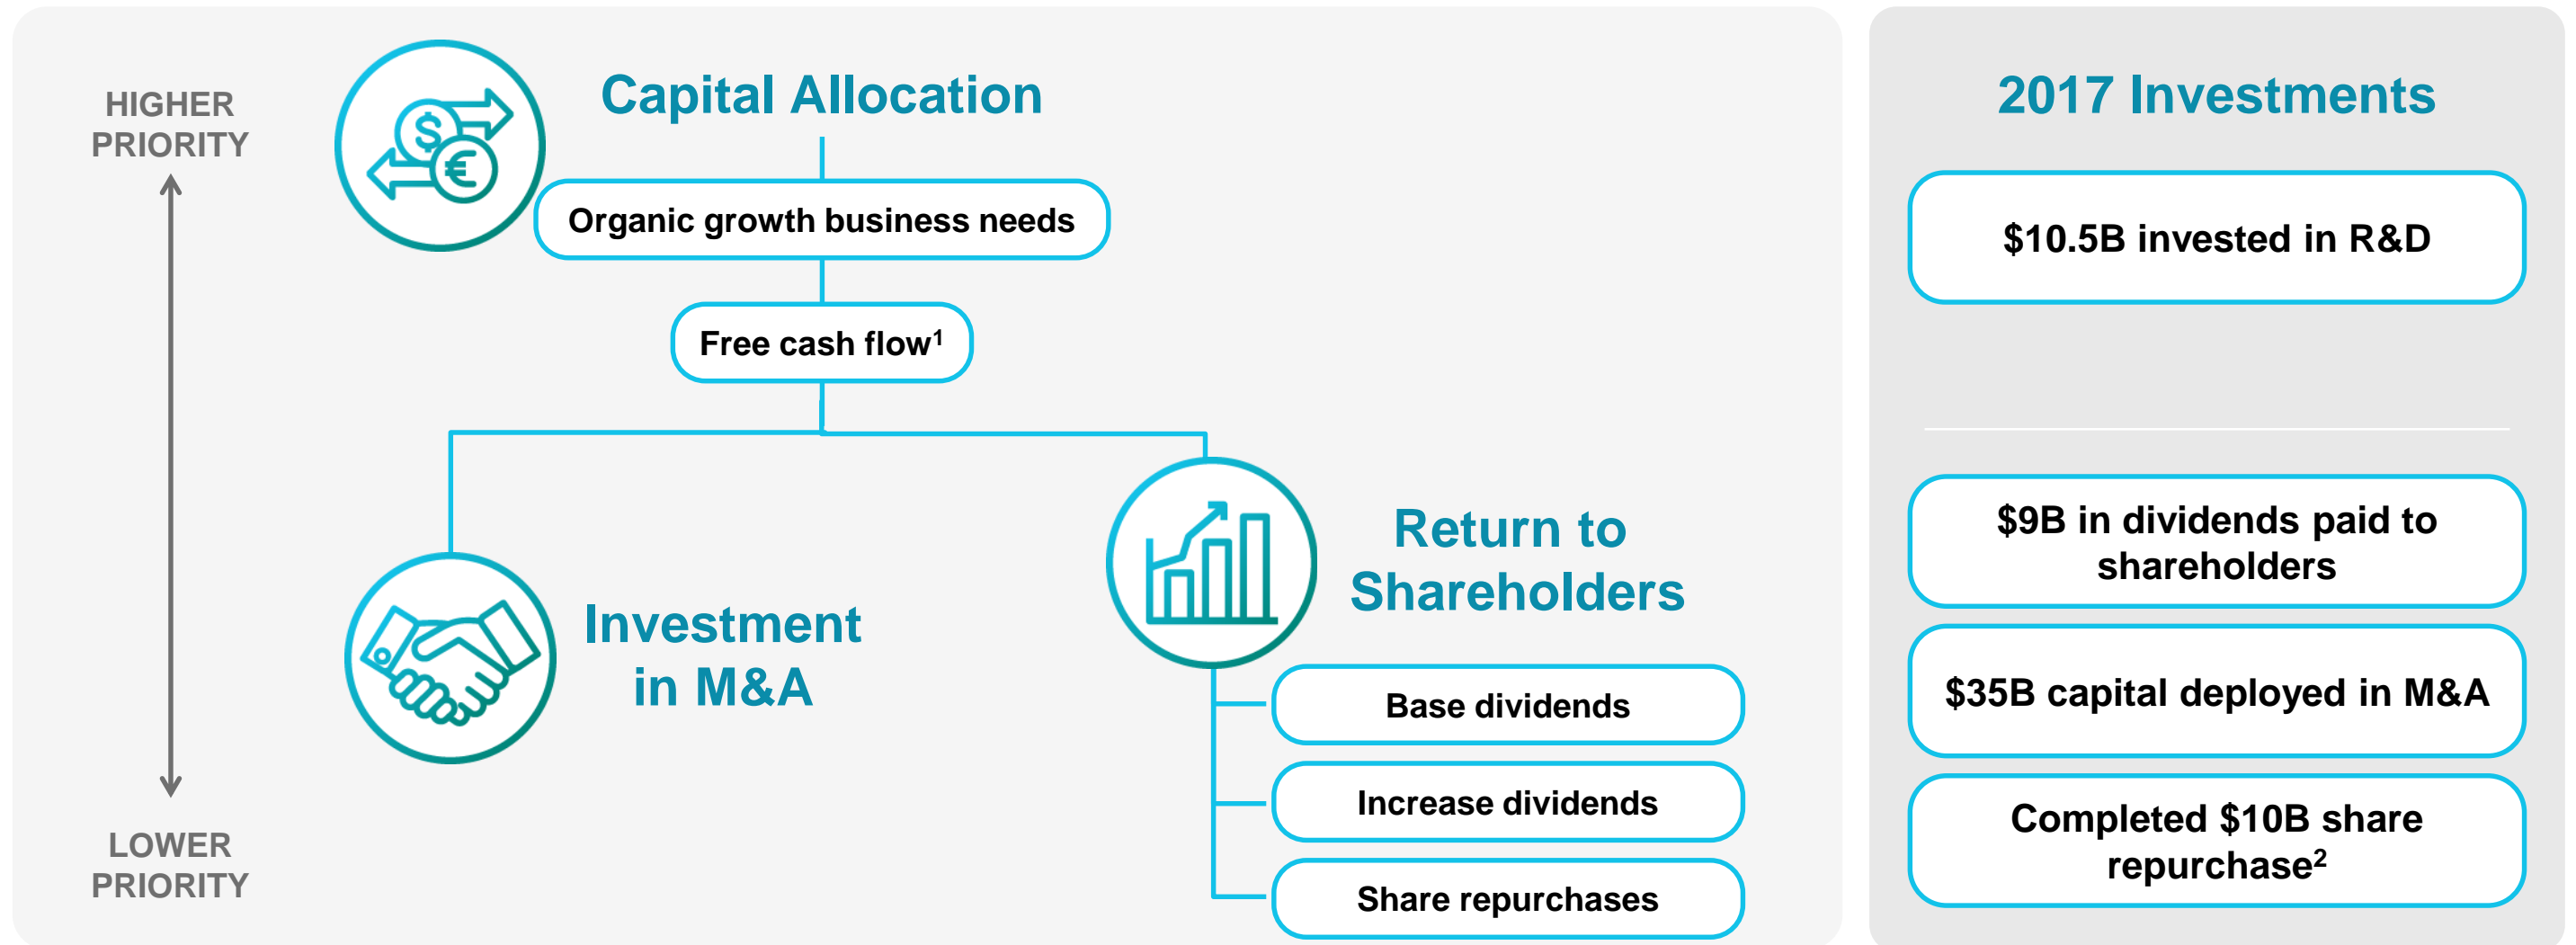 HIGHER
PRIORITY
LOWER
PRIORITY
Capital Allocation
$
€
Organic growth business needs
Free cash flow¹
Investment
in M&A
Return to
Shareholders
Base dividends
Increase dividends
Share repurchases
2017 Investments
$10.5B invested in R&D
$9B in dividends paid to
shareholders
$35B capital deployed in M&A
Completed $10B share
repurchase²